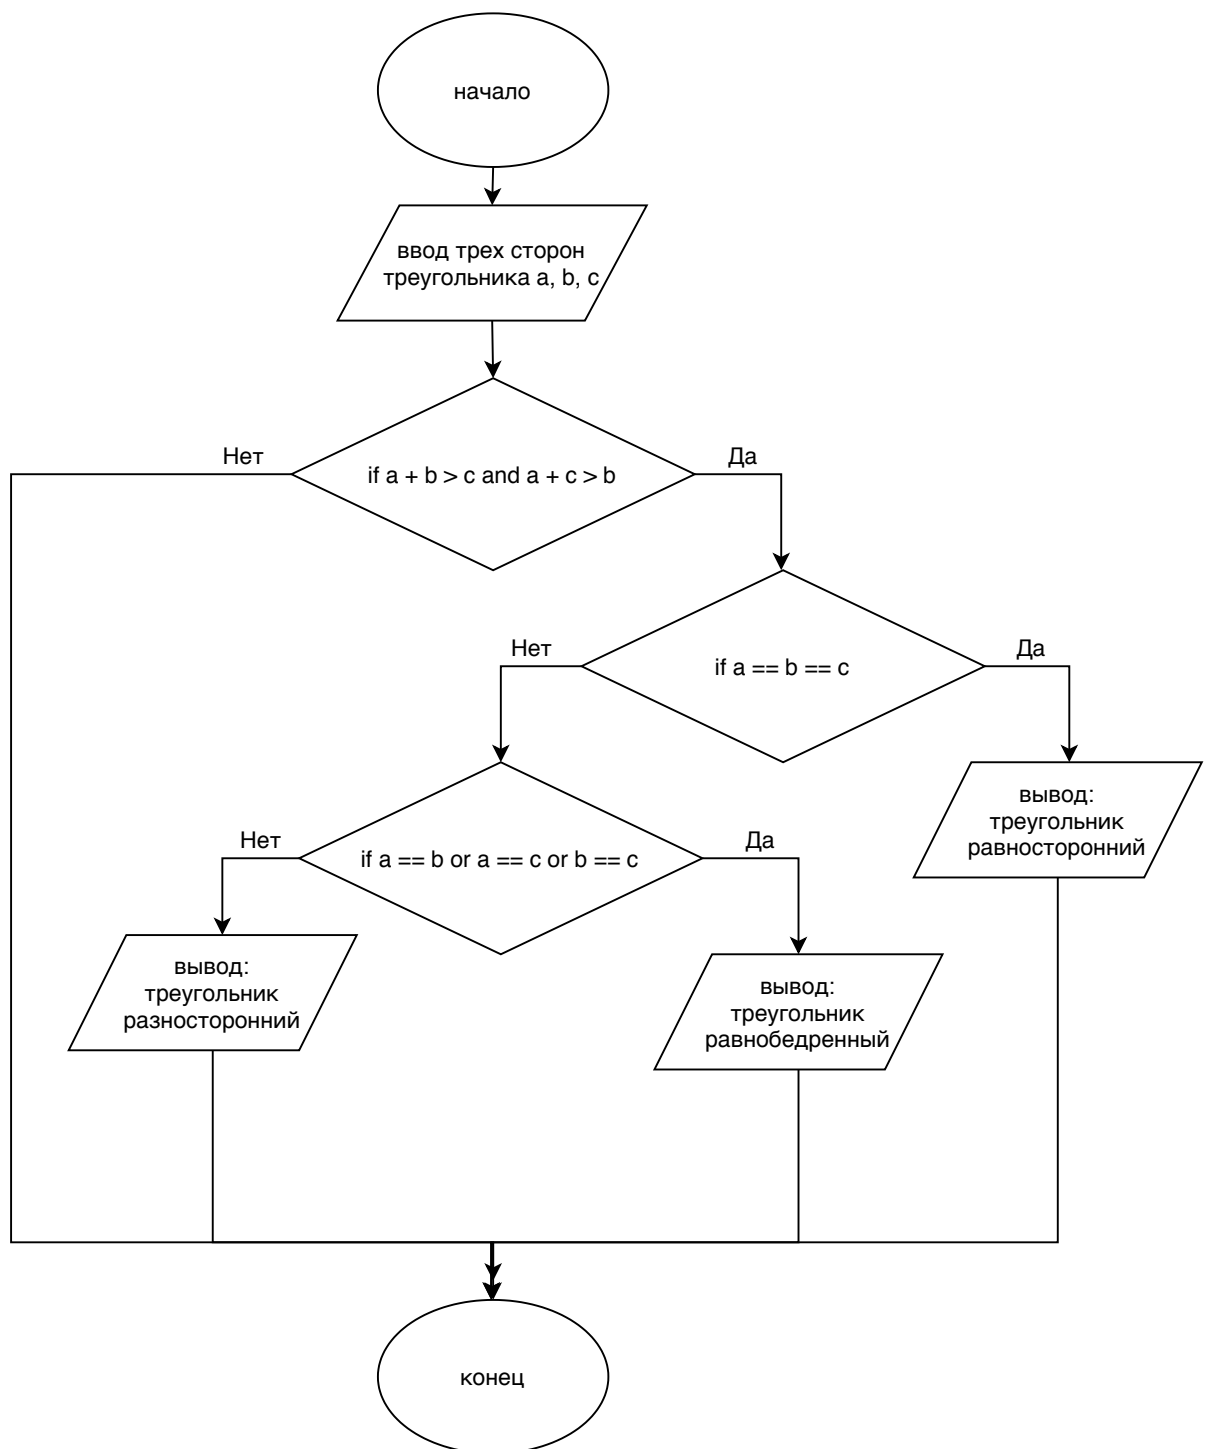 начало
ввод трех сторон
треугольника a, b, c
if a + b > c and a + c > b
Нет
Да
if a == b == c
Нет
Да
if a == b or a == c or b == c
Нет
Да
вывод:
треугольник
равносторонний
вывод:
треугольник
разносторонний
вывод:
треугольник
равнобедренный
конец